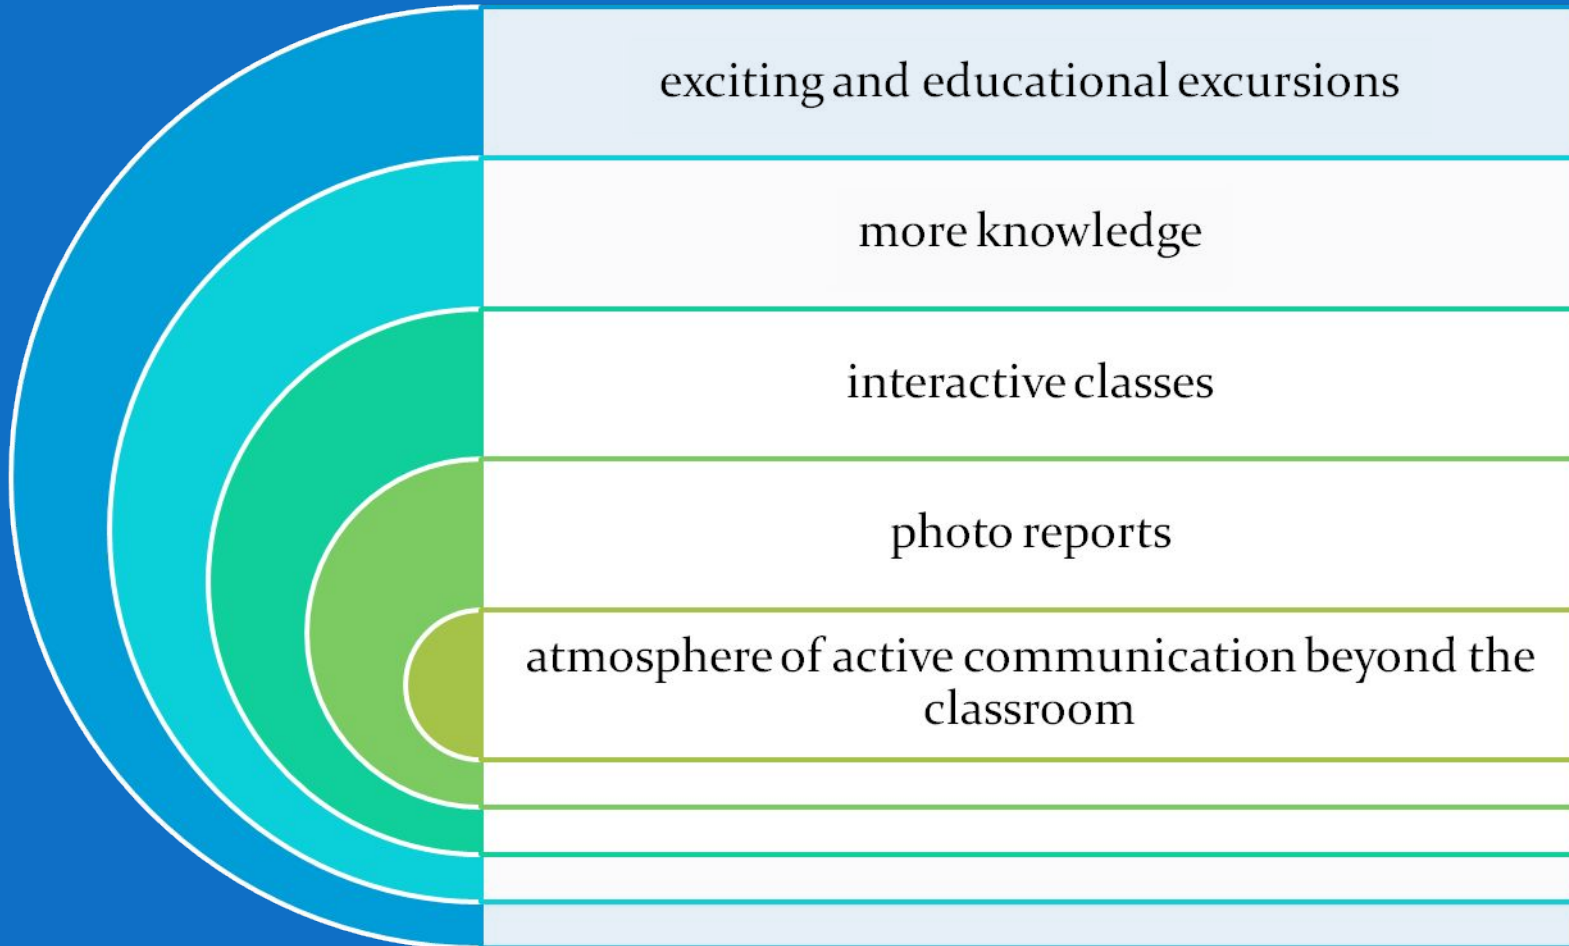 exciting and educational excursions
more knowledge
interactive classes
photo reports
atmosphere of active communication beyond the
classroom